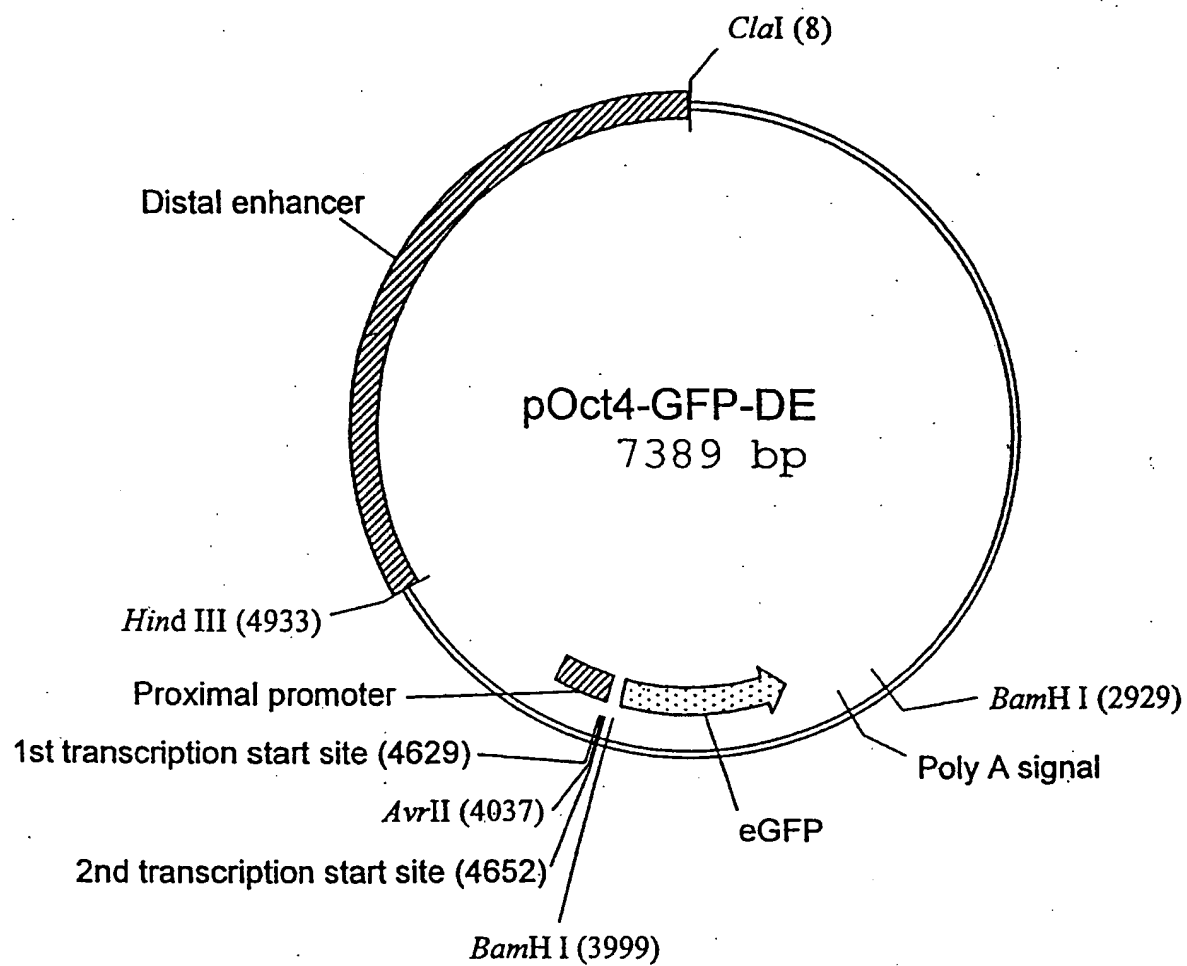 ClaI (8)
Distal enhancer
pOct4-GFP-DE
7389 bp
Hind III (4933)
Proximal promoter
BamH I (2929)
1st transcription start site (4629)
Poly A signal
AvrII (4037)
eGFP
2nd transcription start site (4652)
BamH I (3999)